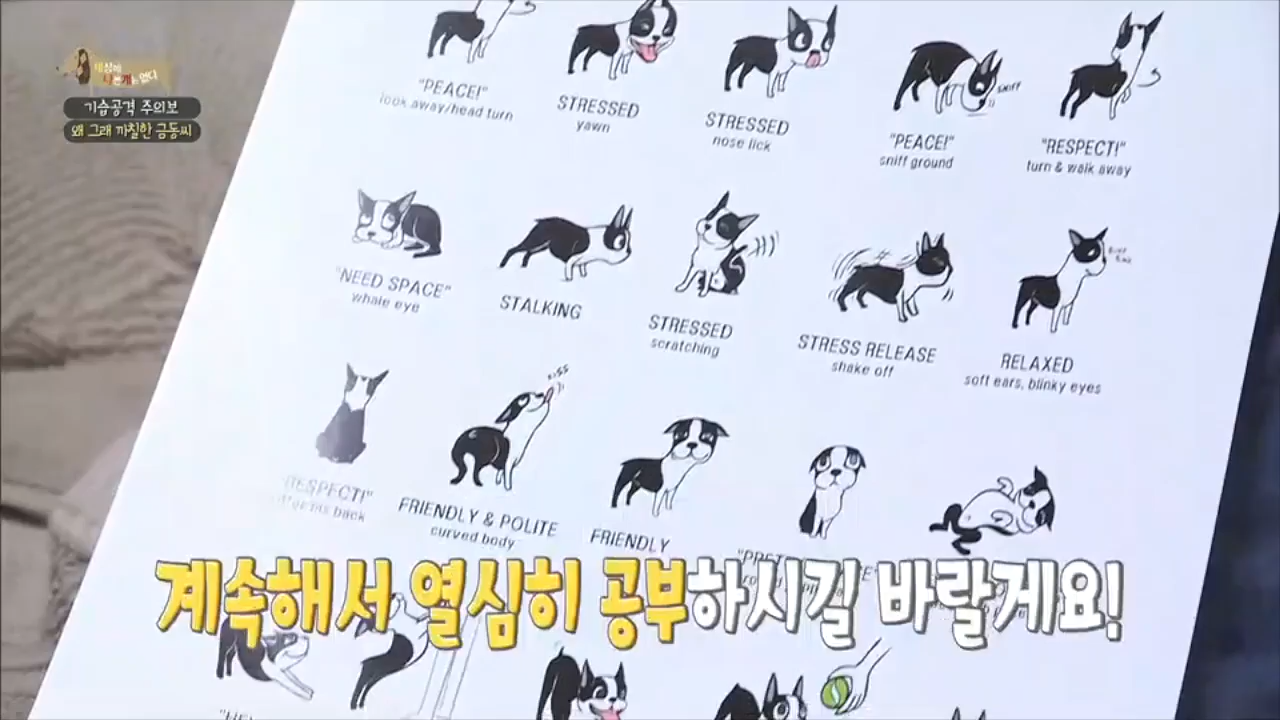 세상에
나쁜 개는 없다
기습공격 주의보
왜 그래 까칠한 금동씨
"PEACE!"
look away/head turn
STRESSED
yawn
STRESSED
nose lick
"PEACE!"
sniff ground
SNIFF
"RESPECT!"
turn & walk away
"NEED SPACE"
whale eye
STALKING
STRESSED
scratching
STRESS RELEASE
shake off
RELAXED
soft ears, blinky eyes
RESPECT!"
his back
KISS
FRIENDLY & POLITE
curved body
FRIENDLY
계속해서 열심히 공부하시길 바랄게요!